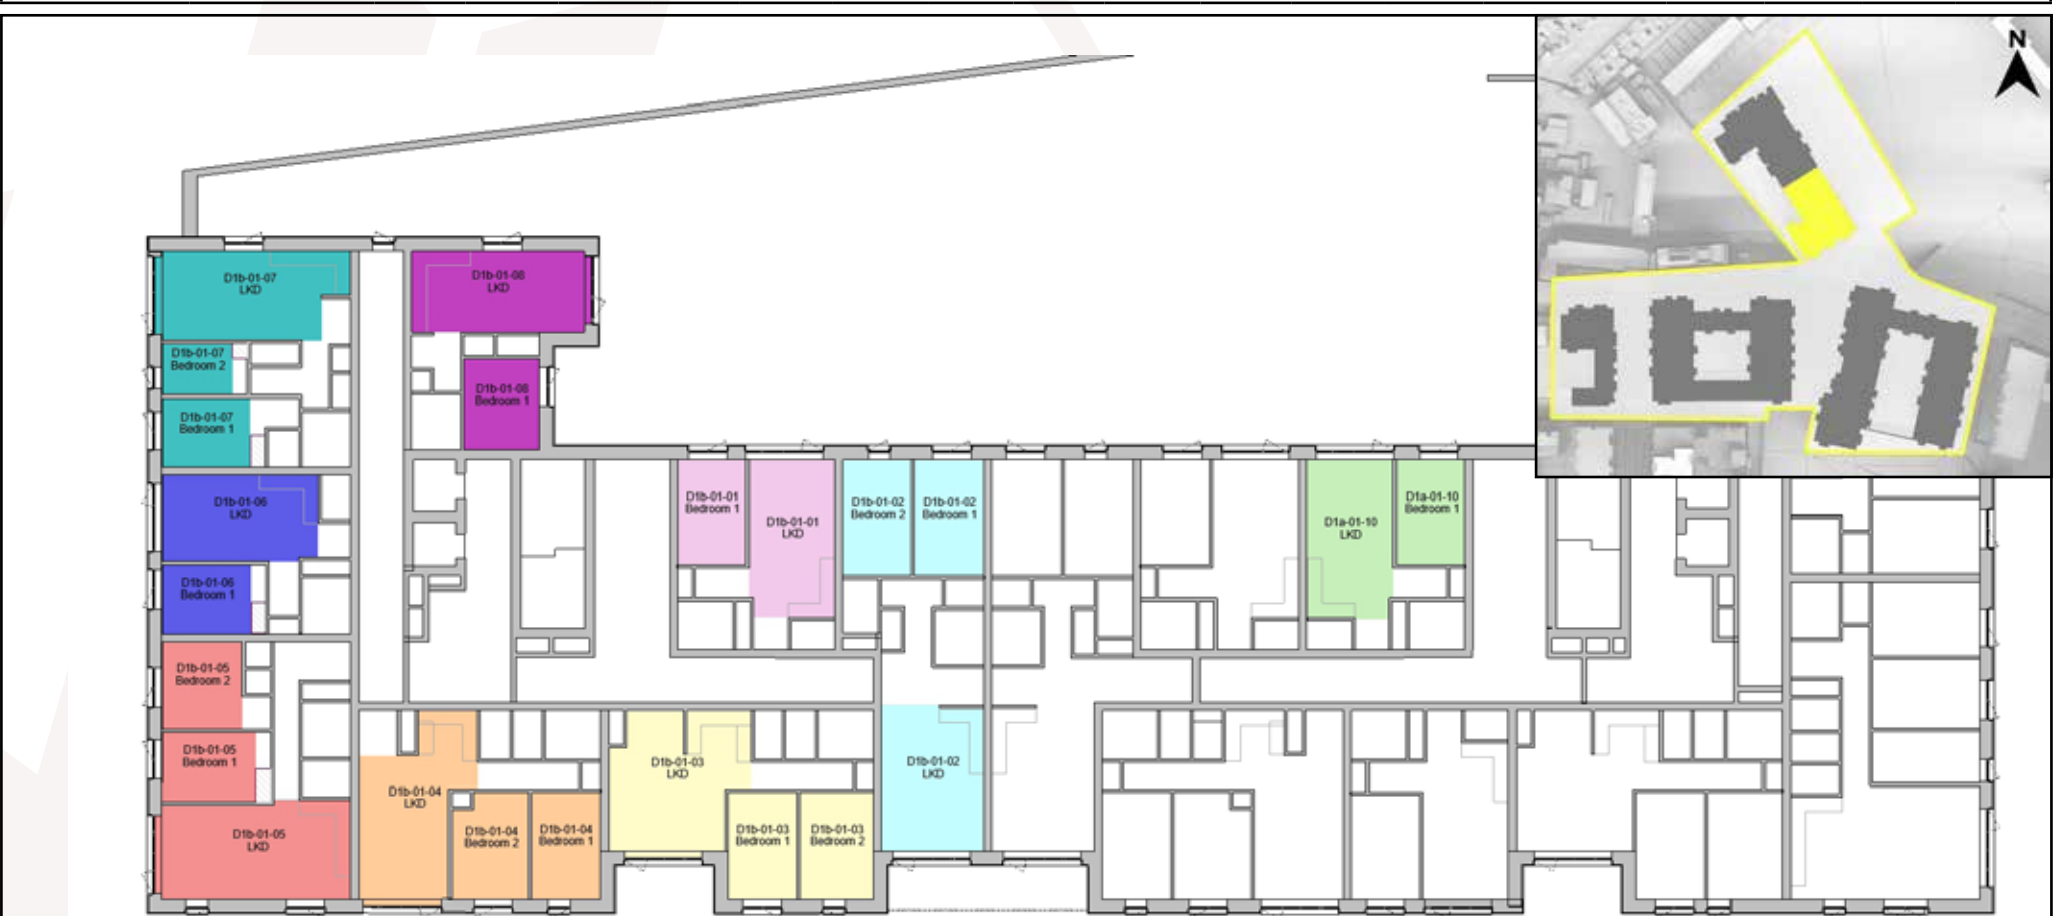 N
D1b-01-07
LKD
D1b-01-08
LKD
D1b-01-07
Bedroom 2
D1b-01-08
Bedroom 1
D1b-01-07
Bedroom 1
D1b-01-06
LKD
D1b-01-01
Bedroom 1
D1b-01-01
LKD
D1b-01-02
Bedroom 2
D1b-01-02
Bedroom 1
D1a-01-10
LKD
D1a-01-10
Bedroom 1
D1b-01-06
Bedroom 1
D1b-01-05
Bedroom 2
D1b-01-05
Bedroom 1
D1b-01-04
LKD
D1b-01-03
LKD
D1b-01-02
LKD
D1b-01-05
LKD
D1b-01-04
Bedroom 2
D1b-01-04
Bedroom 1
D1b-01-03
Bedroom 1
D1b-01-03
Bedroom 2